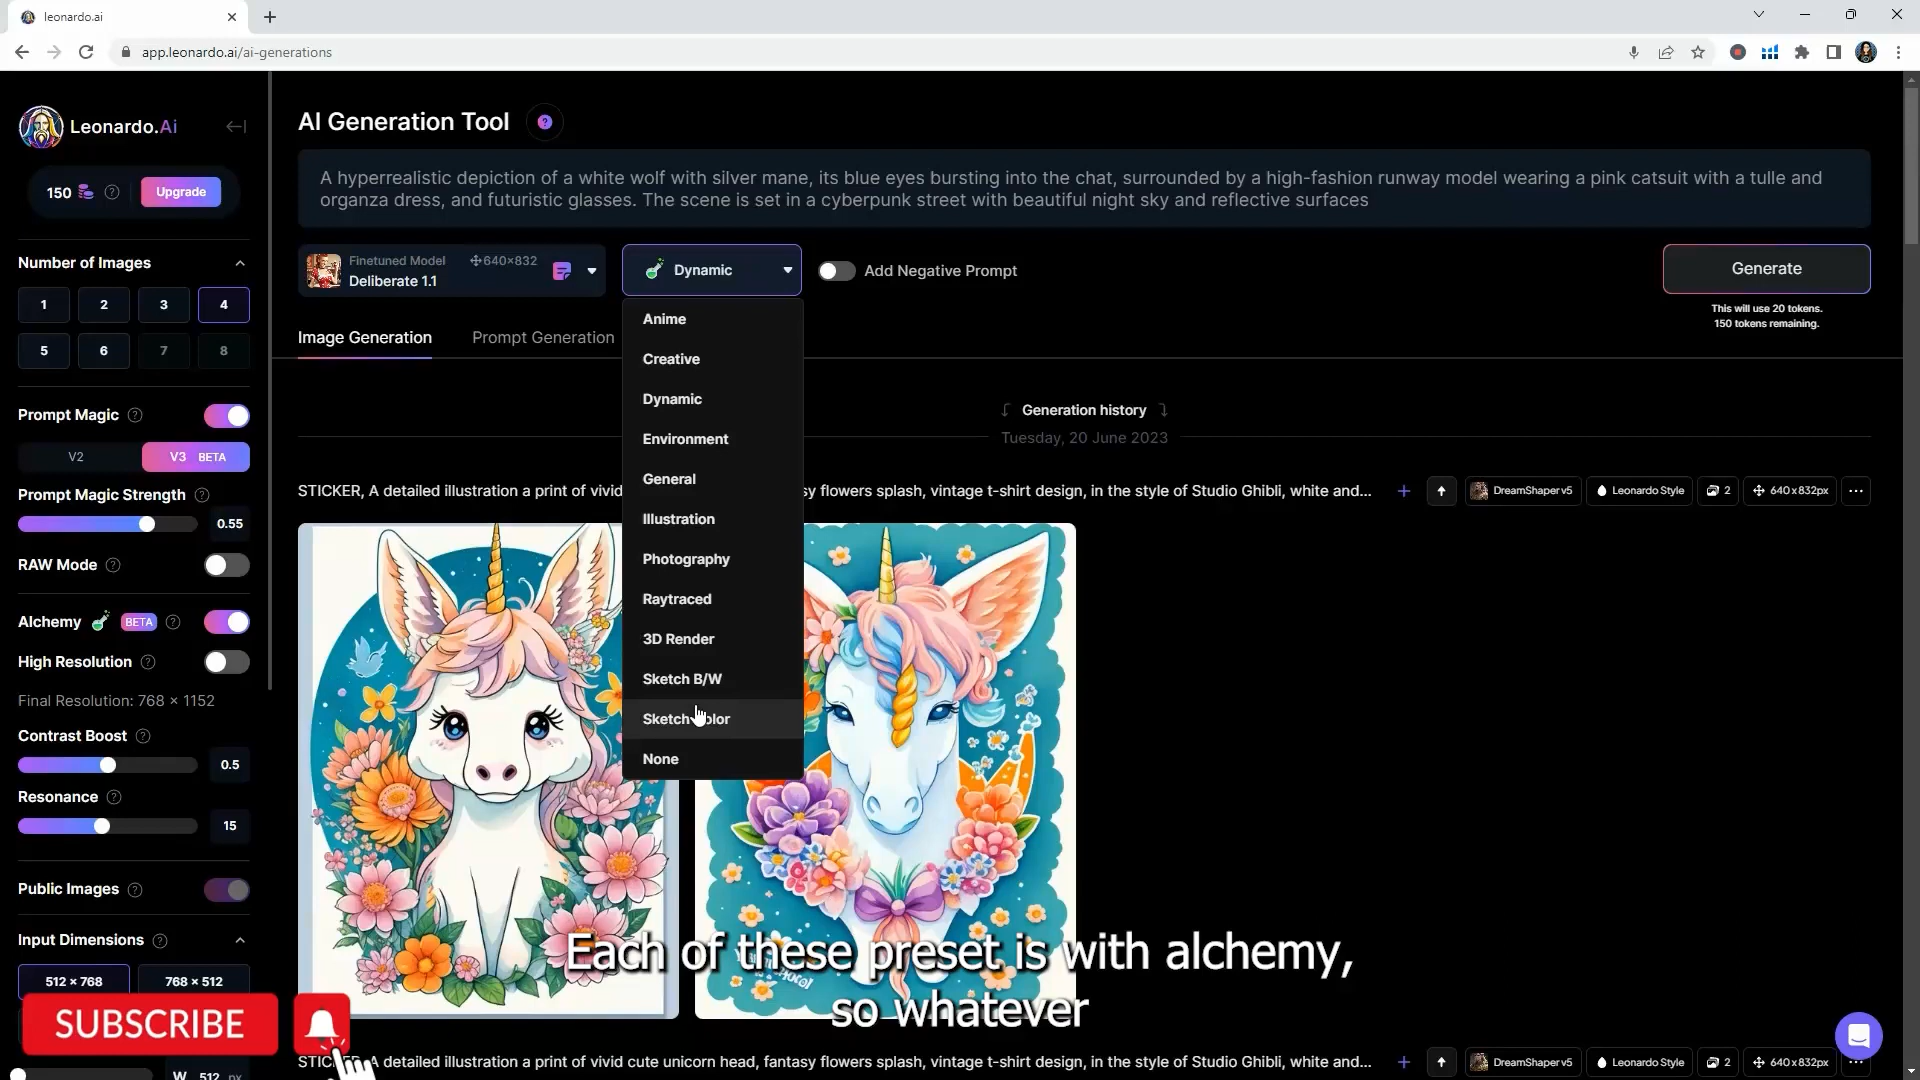 leonardo.ai
app.leonardo.ai/ai-generations
Leonardo.Ai
150
Upgrade
Number of Images
1 2 3 4
5 6 7 8
Prompt Magic
V2 V3 BETA
Prompt Magic Strength
0.55
RAW Mode
Alchemy BETA
High Resolution
Final Resolution: 768 × 1152
Contrast Boost
0.5
Resonance
15
Public Images
Input Dimensions
512 × 768 768 × 512
W 512 px
SUBSCRIBE
AI Generation Tool
A hyperrealistic depiction of a white wolf with silver mane, its blue eyes bursting into the chat, surrounded by a high-fashion runway model wearing a pink catsuit with a tulle and
organza dress, and futuristic glasses. The scene is set in a cyberpunk street with beautiful night sky and reflective surfaces
Finetuned Model 640×832
Deliberate 1.1
Dynamic
Add Negative Prompt
Generate
This will use 20 tokens.
150 tokens remaining.
Image Generation Prompt Generation
Anime
Creative
Dynamic
Environment
General
Illustration
Photography
Raytraced
3D Render
Sketch B/W
Sketch
None
Generation history
Tuesday, 20 June 2023
STICKER, A detailed illustration a print of vivid sy flowers splash, vintage t-shirt design, in the style of Studio Ghibli, white and...
DreamShaper v5 Leonardo Style 2 640 x 832px
Each of these preset is with alchemy,
so whatever
A detailed illustration a print of vivid cute unicorn head, fantasy flowers splash, vintage t-shirt design, in the style of Studio Ghibli, white and...
DreamShaper v5 Leonardo Style 2 640 x 832px